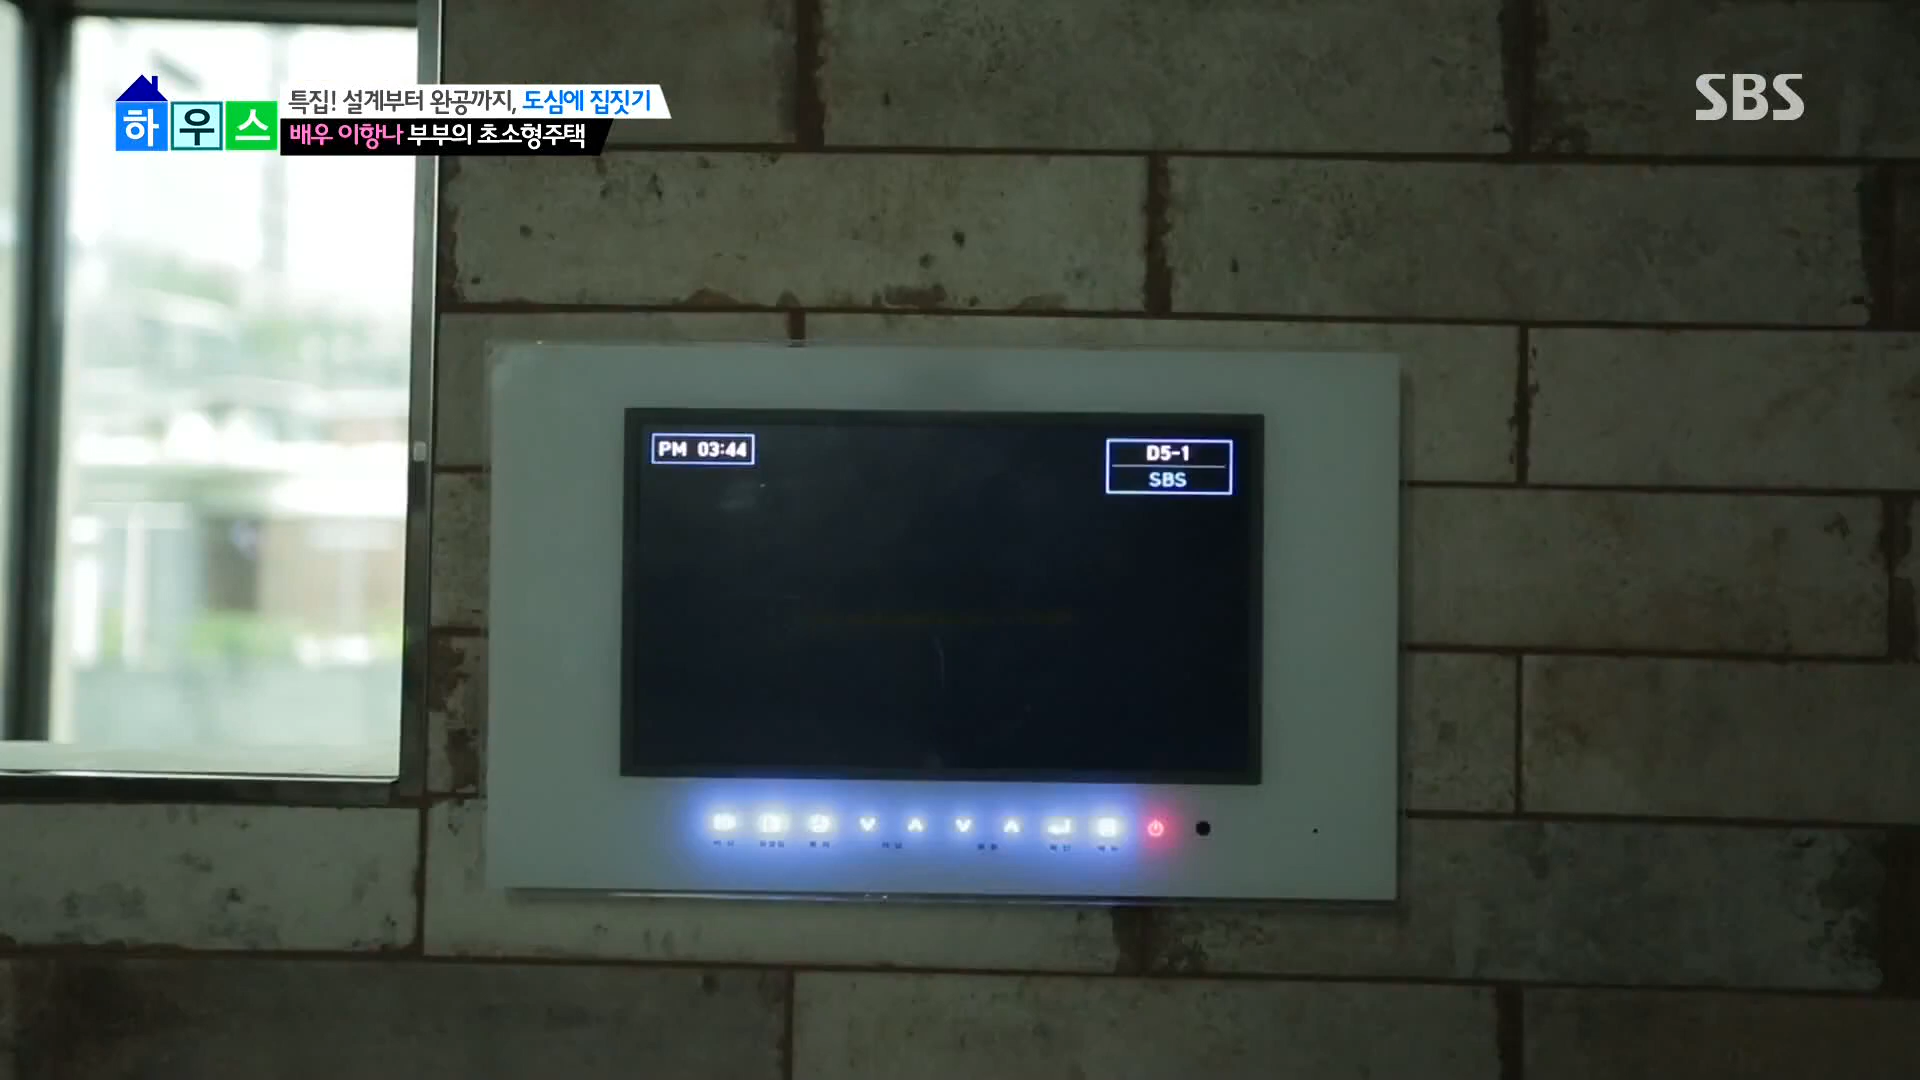 하우스
특집! 설계부터 완공까지, 도심에 집짓기
배우 이항나 부부의 초소형주택
SBS
PM 03:44
D5-1
SBS